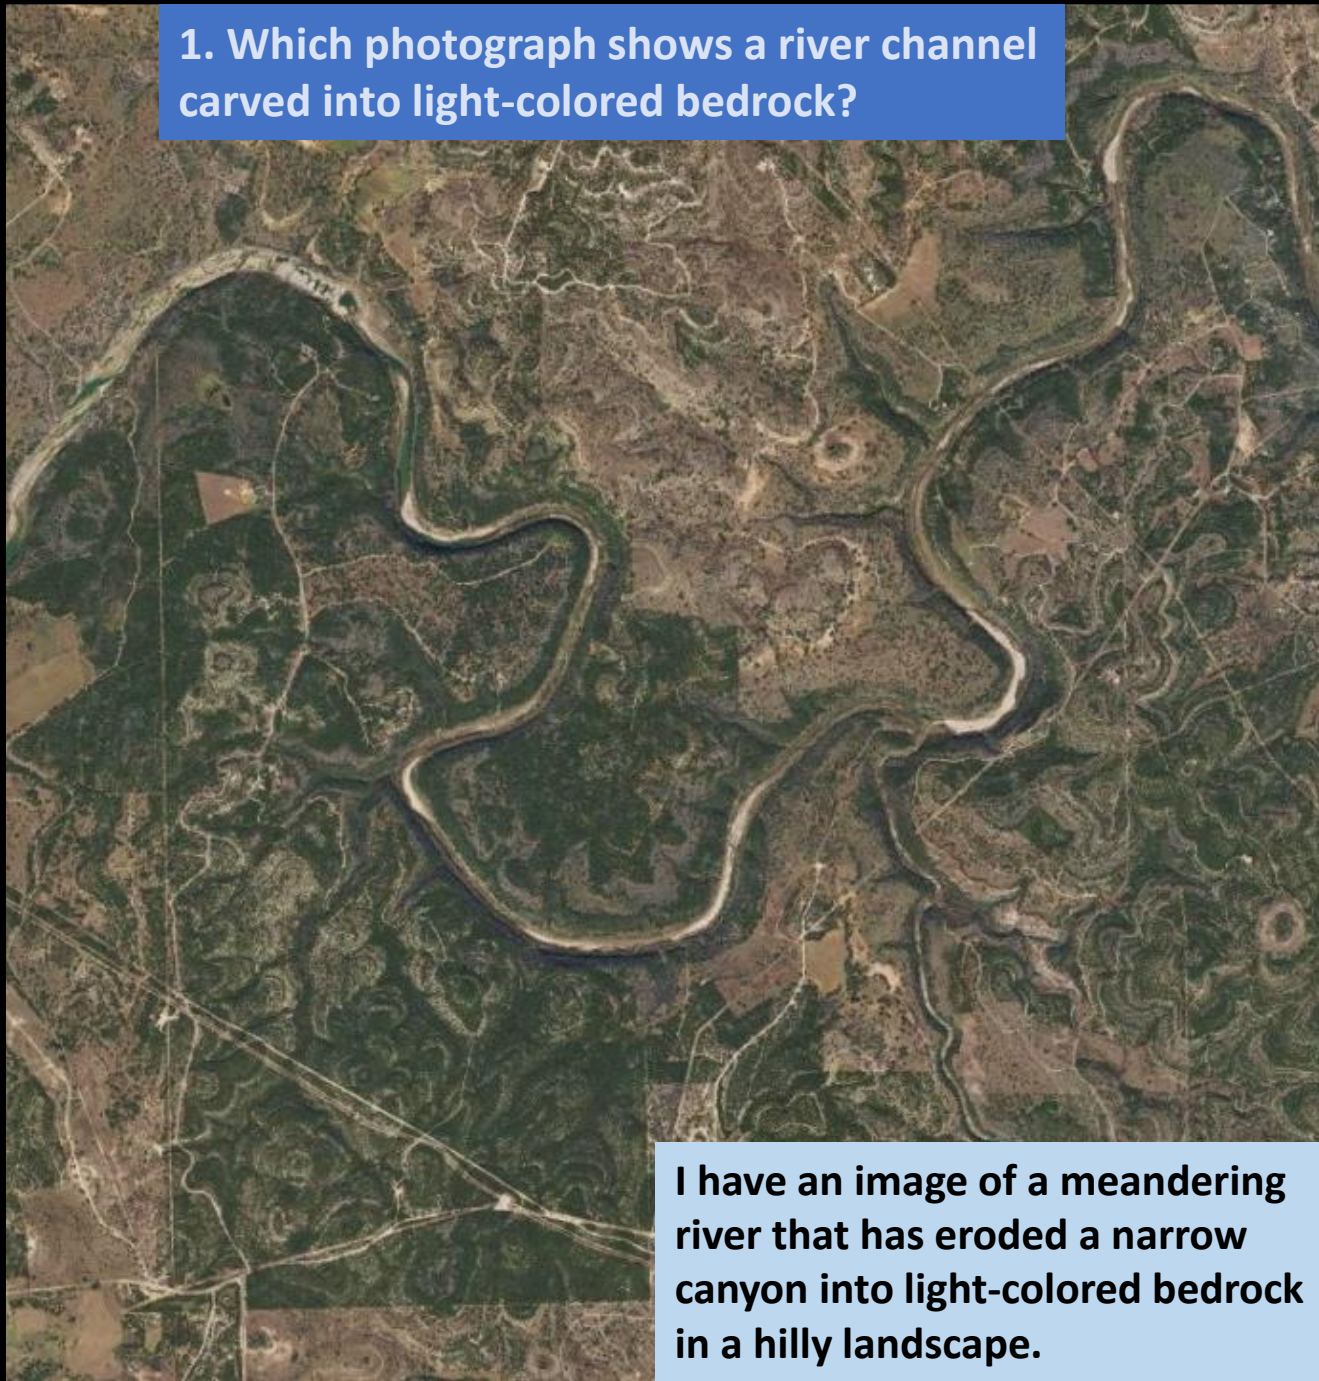 1. Which photograph shows a river channel
carved into light-colored bedrock?
I have an image of a meandering
river that has eroded a narrow
canyon into light-colored bedrock
in a hilly landscape.